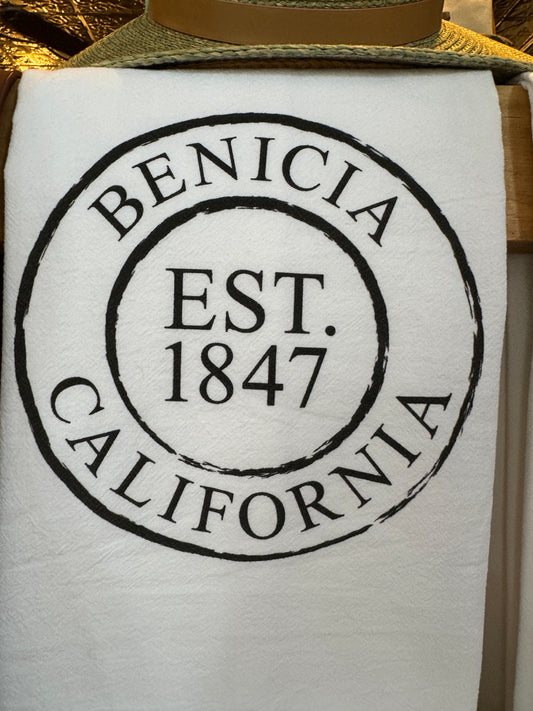 BENICIA
EST.
1847
CALIFORNIA